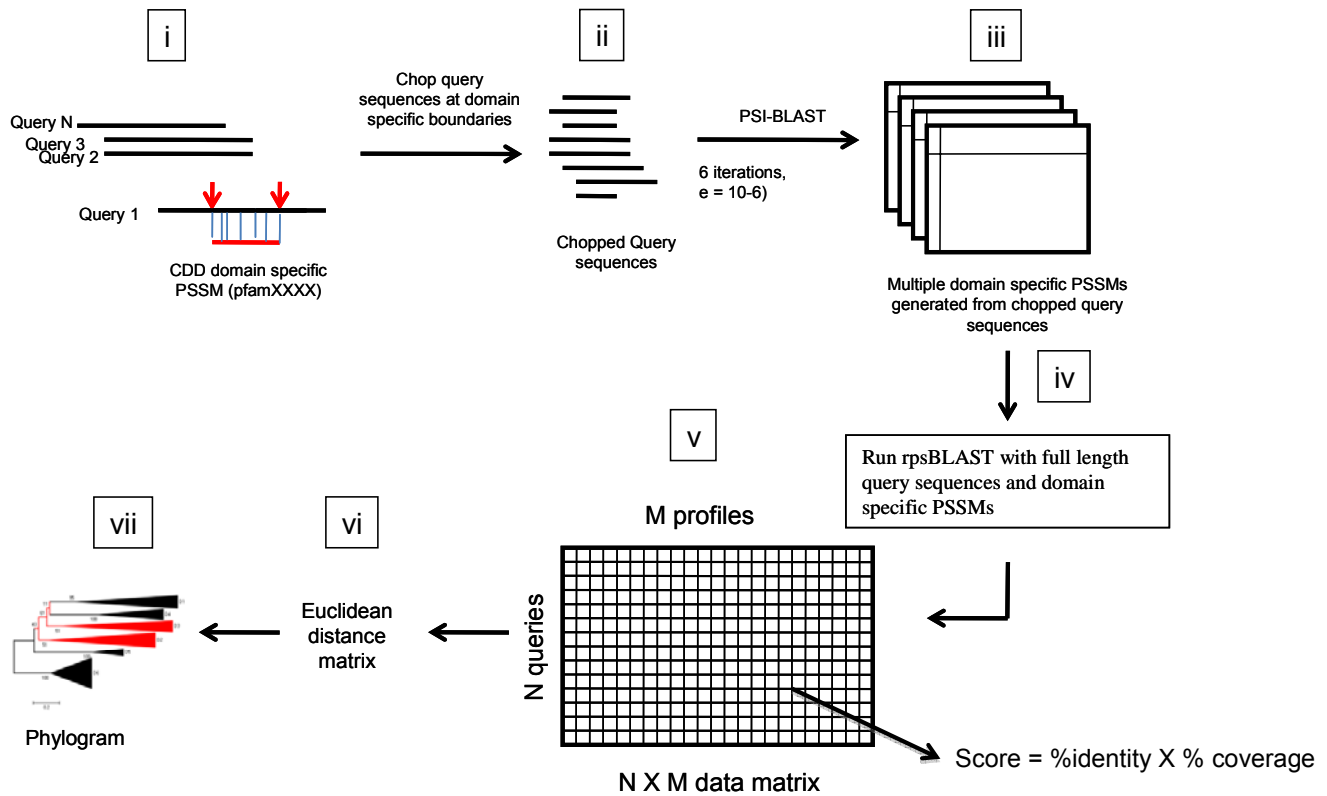 i
ii
iii
Query N
Query 3
Query 2
Query 1
CDD domain specific
PSSM (pfamXXXX)
Chop query
sequences at domain
specific boundaries
Chopped Query
sequences
PSI-BLAST
6 iterations,
e = 10-6)
Multiple domain specific PSSMs
generated from chopped query
sequences
iv
Run rpsBLAST with full length
query sequences and domain
specific PSSMs
v
M profiles
N queries
N X M data matrix
Score = %identity X % coverage
vi
Euclidean
distance
matrix
vii
Phylogram